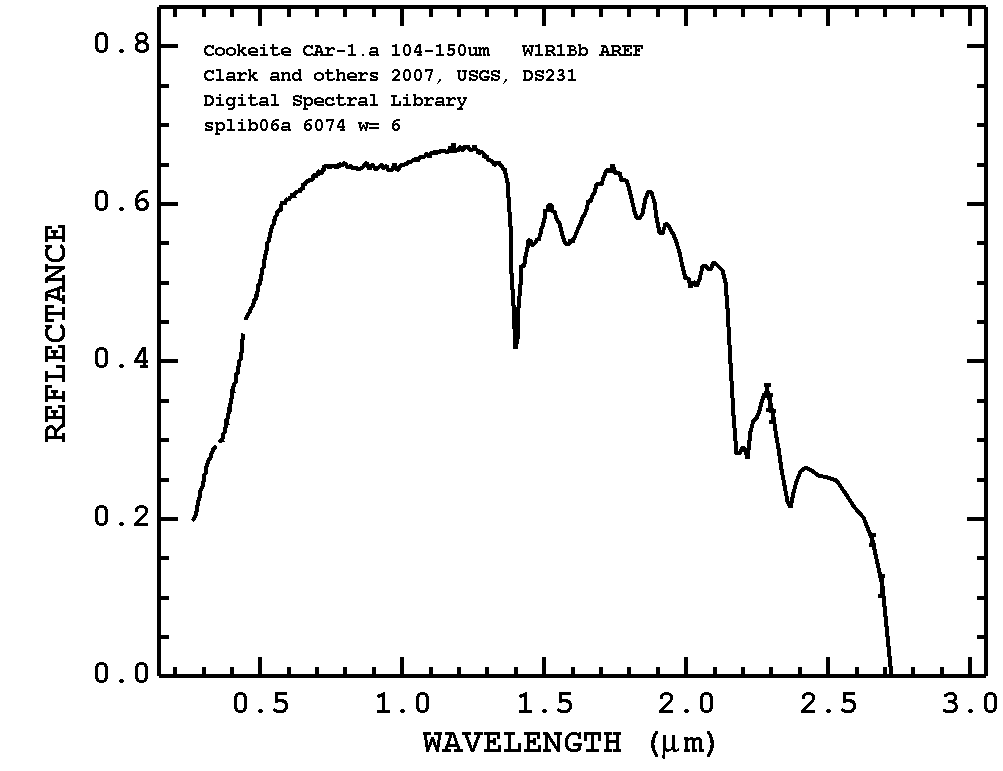 0.8
Cookeite CAr-1.a 104-150um W1R1Bb AREF
Clark and others 2007, USGS, DS231
Digital Spectral Library
splib06a 6074 w= 6
0.6
REFLECTANCE
0.4
0.2
0.0
0.5 1.0 1.5 2.0 2.5 3.0
WAVELENGTH (μm)